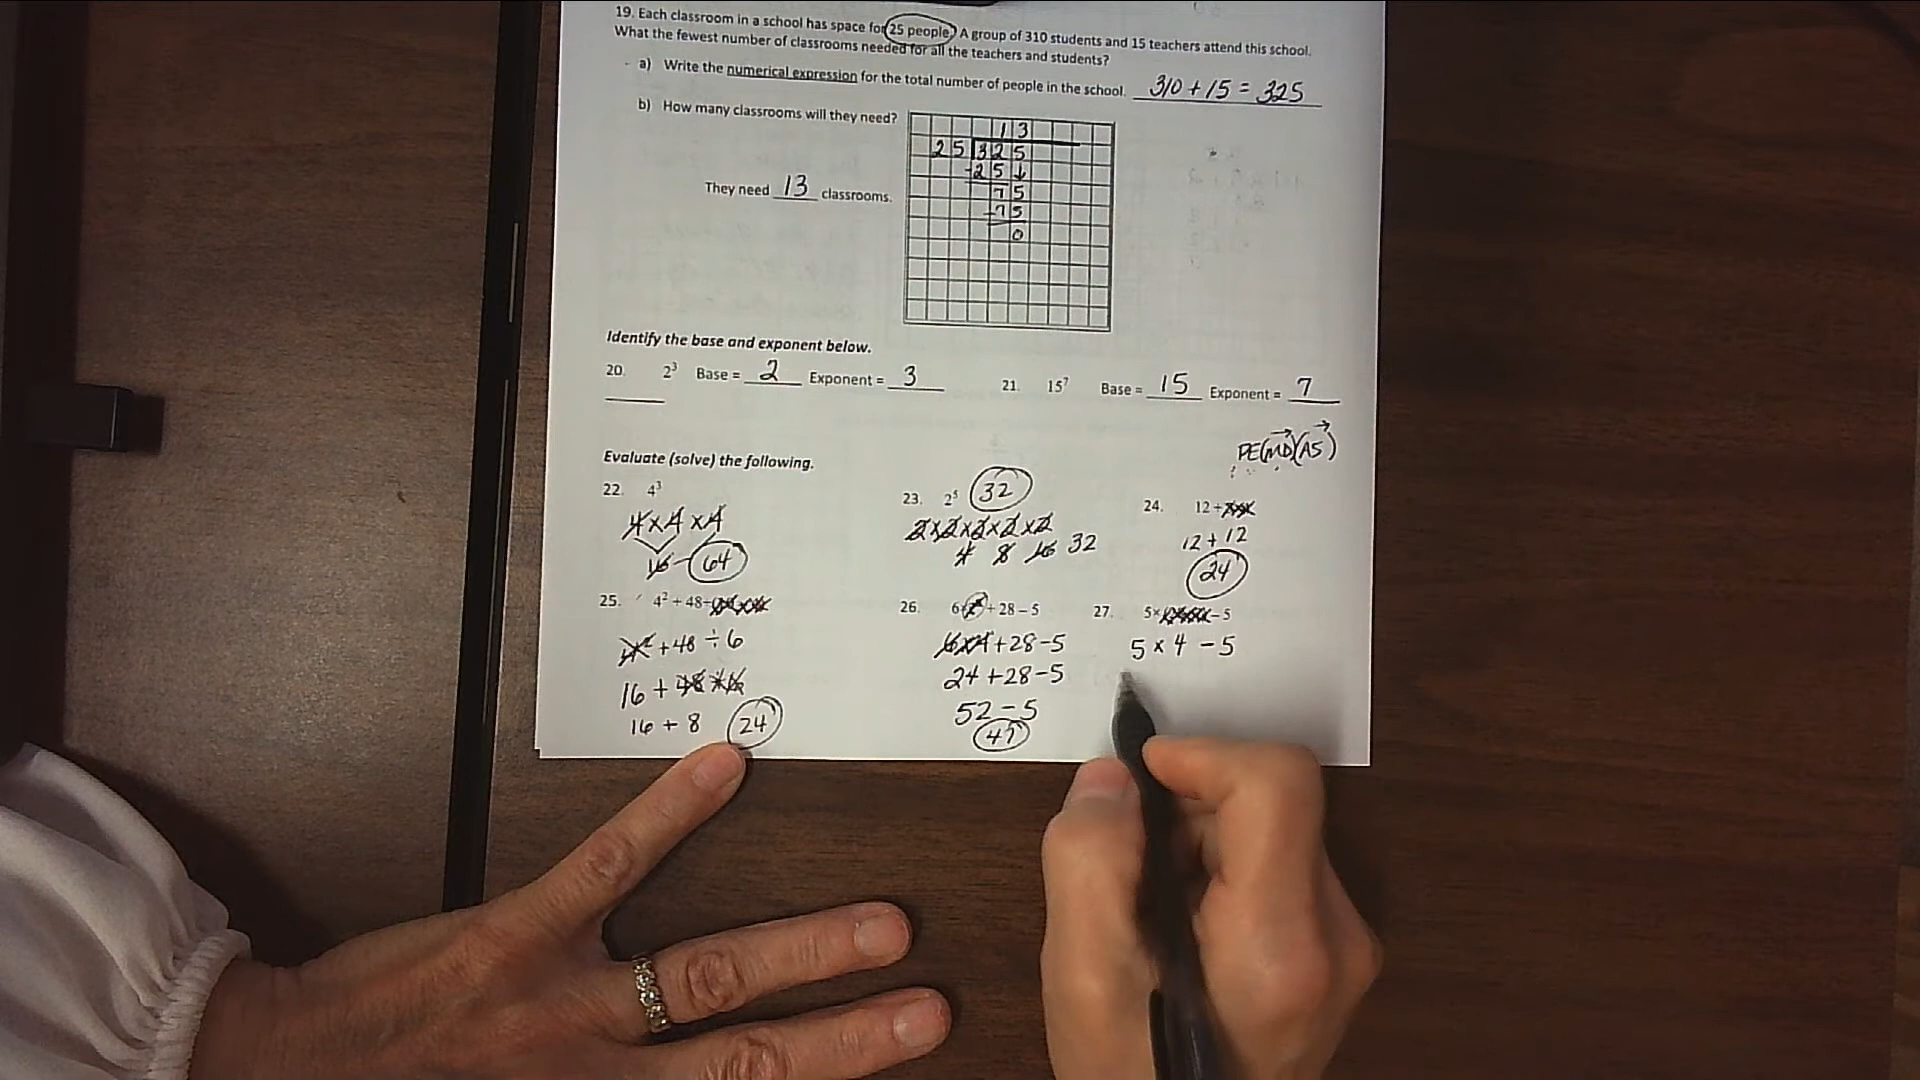 19. Each classroom in a school has space for 25 people. A group of 310 students and 15 teachers attend this school.
What the fewest number of classrooms needed for all the teachers and students?
a) Write the numerical expression for the total number of people in the school. 310 + 15 = 325
b) How many classrooms will they need?
13
25 325
-25↓
75
-75
0
They need 13 classrooms.
Identify the base and exponent below.
20. 2³ Base = 2 Exponent = 3 21. 15⁷ Base = 15 Exponent = 7
PE(MD)(AS)
Evaluate (solve) the following.
22. 4³
4 × 4 × 4
16 64
23. 2⁵ 32
2×2×2×2×2
4 8 16 32
24. 12 +
12 + 12
24
25. 4² + 48 ÷
4² + 48 ÷ 6
16 + 48 ÷ 6
16 + 8 24
26. 6 + 28 – 5
6×4 + 28 – 5
24 + 28 – 5
52 – 5
47
27. 5× – 5
5 × 4 – 5